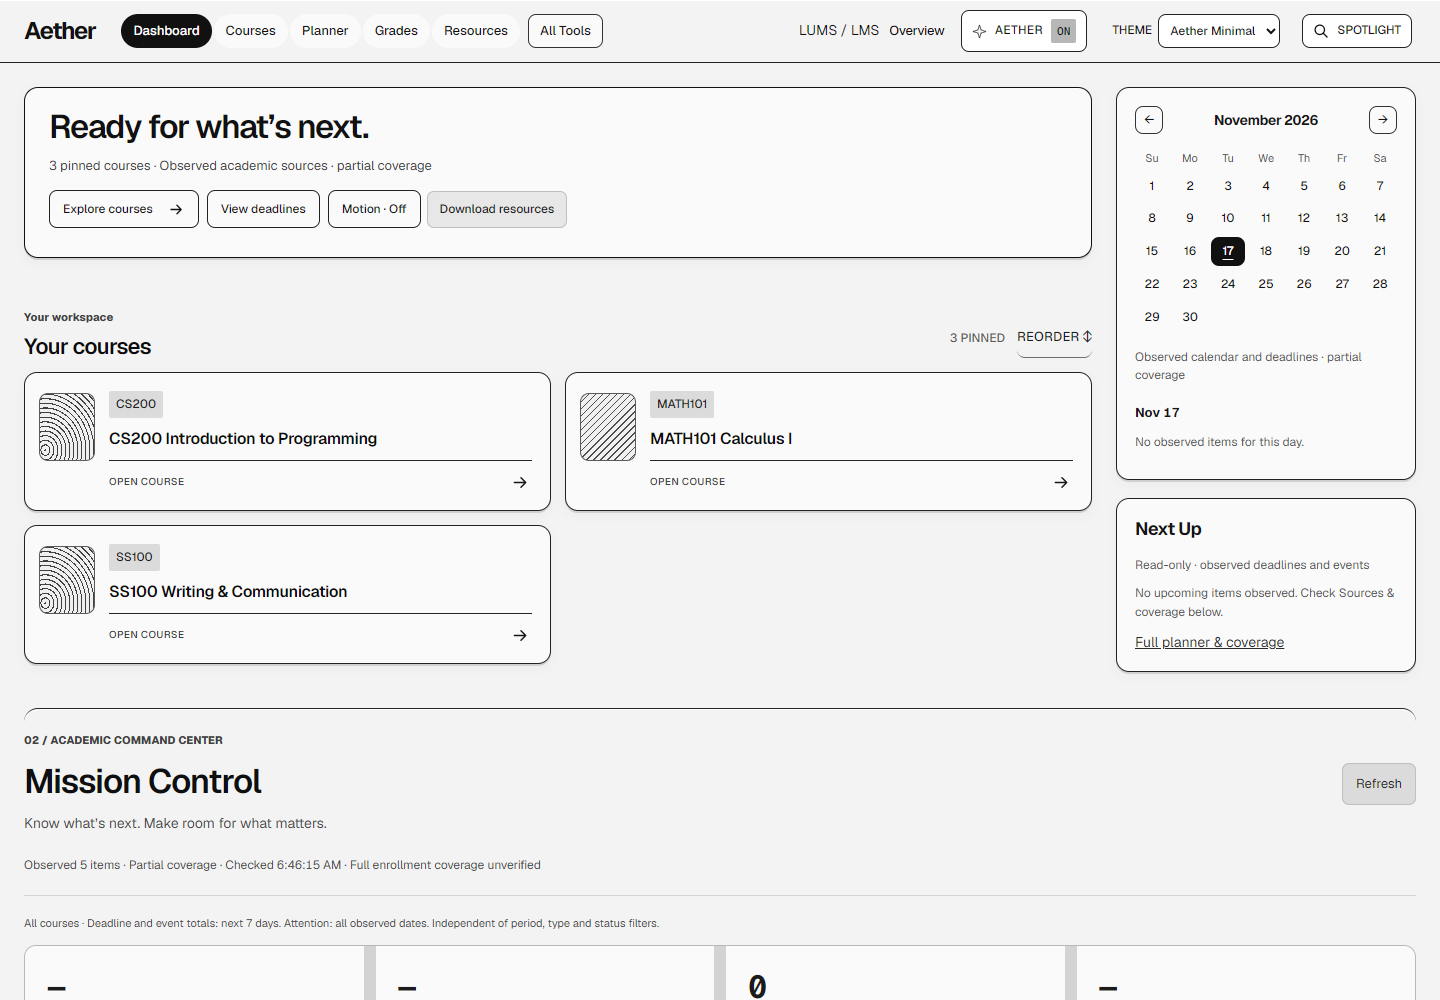 Aether Dashboard Courses Planner Grades Resources All Tools LUMS / LMS Overview AETHER ON THEME Aether Minimal SPOTLIGHT
Ready for what’s next.
3 pinned courses · Observed academic sources · partial coverage
Explore courses → View deadlines Motion · Off Download resources
Your workspace
Your courses
3 PINNED REORDER ↕
CS200
CS200 Introduction to Programming
OPEN COURSE →
MATH101
MATH101 Calculus I
OPEN COURSE →
SS100
SS100 Writing & Communication
OPEN COURSE →
← November 2026 →
Su Mo Tu We Th Fr Sa
1 2 3 4 5 6 7
8 9 10 11 12 13 14
15 16 17 18 19 20 21
22 23 24 25 26 27 28
29 30
Observed calendar and deadlines · partial
coverage
Nov 17
No observed items for this day.
Next Up
Read-only · observed deadlines and events
No upcoming items observed. Check Sources &
coverage below.
Full planner & coverage
02 / ACADEMIC COMMAND CENTER
Mission Control
Refresh
Know what’s next. Make room for what matters.
Observed 5 items · Partial coverage · Checked 6:46:15 AM · Full enrollment coverage unverified
All courses · Deadline and event totals: next 7 days. Attention: all observed dates. Independent of period, type and status filters.
– – 0 –